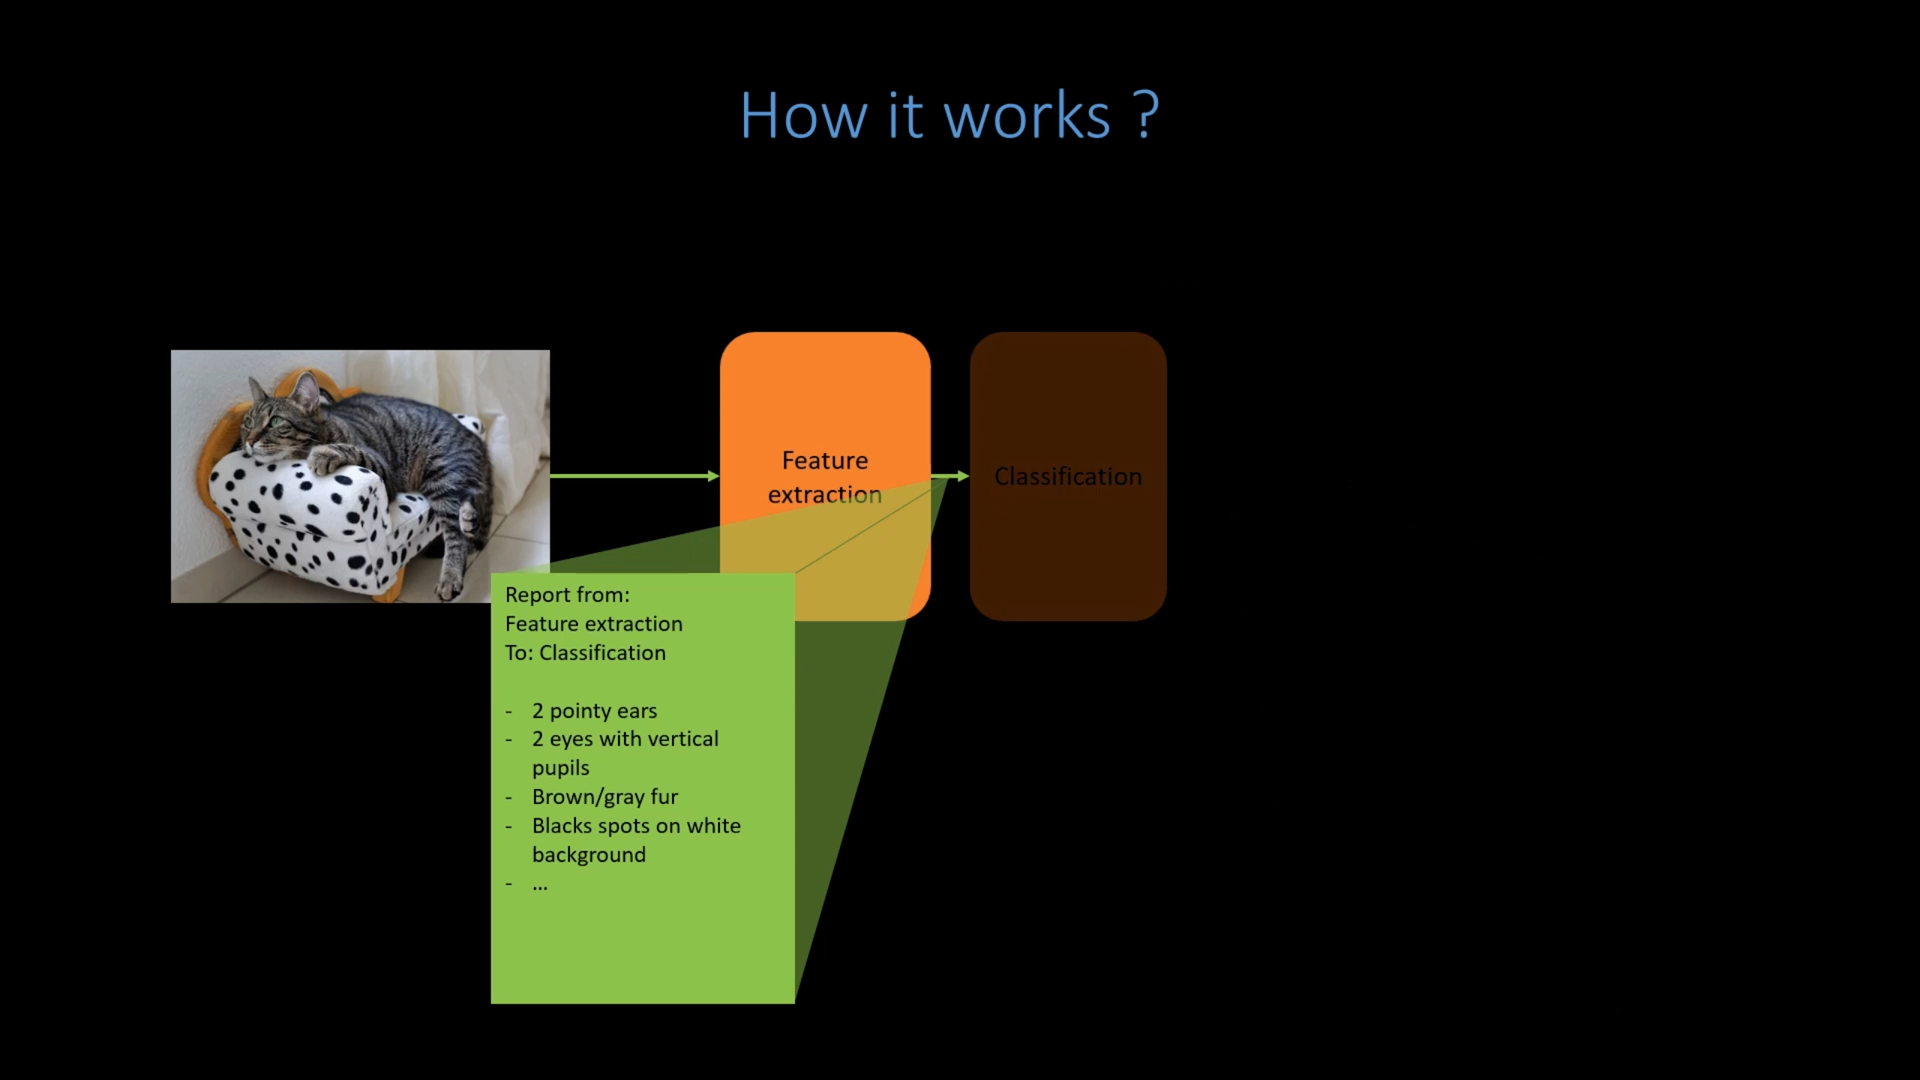 How it works ?
Feature
extraction
Classification
Report from:
Feature extraction
To: Classification
- 2 pointy ears
- 2 eyes with vertical
pupils
- Brown/gray fur
- Blacks spots on white
background
- ...